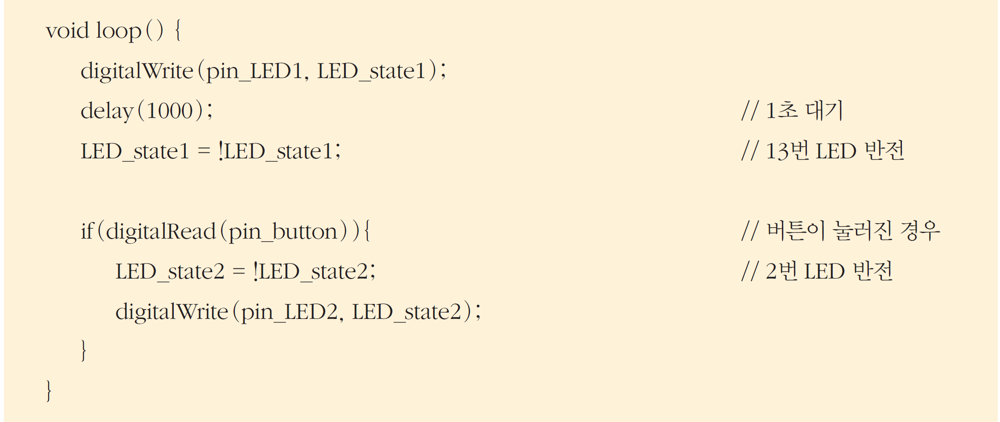 void loop() {
digitalWrite(pin_LED1, LED_state1);
delay(1000); // 1초 대기
LED_state1 = !LED_state1; // 13번 LED 반전
if(digitalRead(pin_button)){ // 버튼이 눌러진 경우
LED_state2 = !LED_state2; // 2번 LED 반전
digitalWrite(pin_LED2, LED_state2);
}
}